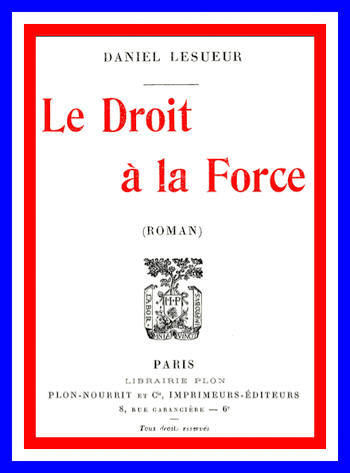 DANIEL LESUEUR
Le Droit
à la Force
(ROMAN)
LABOR
PARIS
LIBRAIRIE PLON
PLON-NOURRIT ET Cie, IMPRIMEURS-ÉDITEURS
8, RUE GARANCIÈRE — 6e
Tous droits réservés